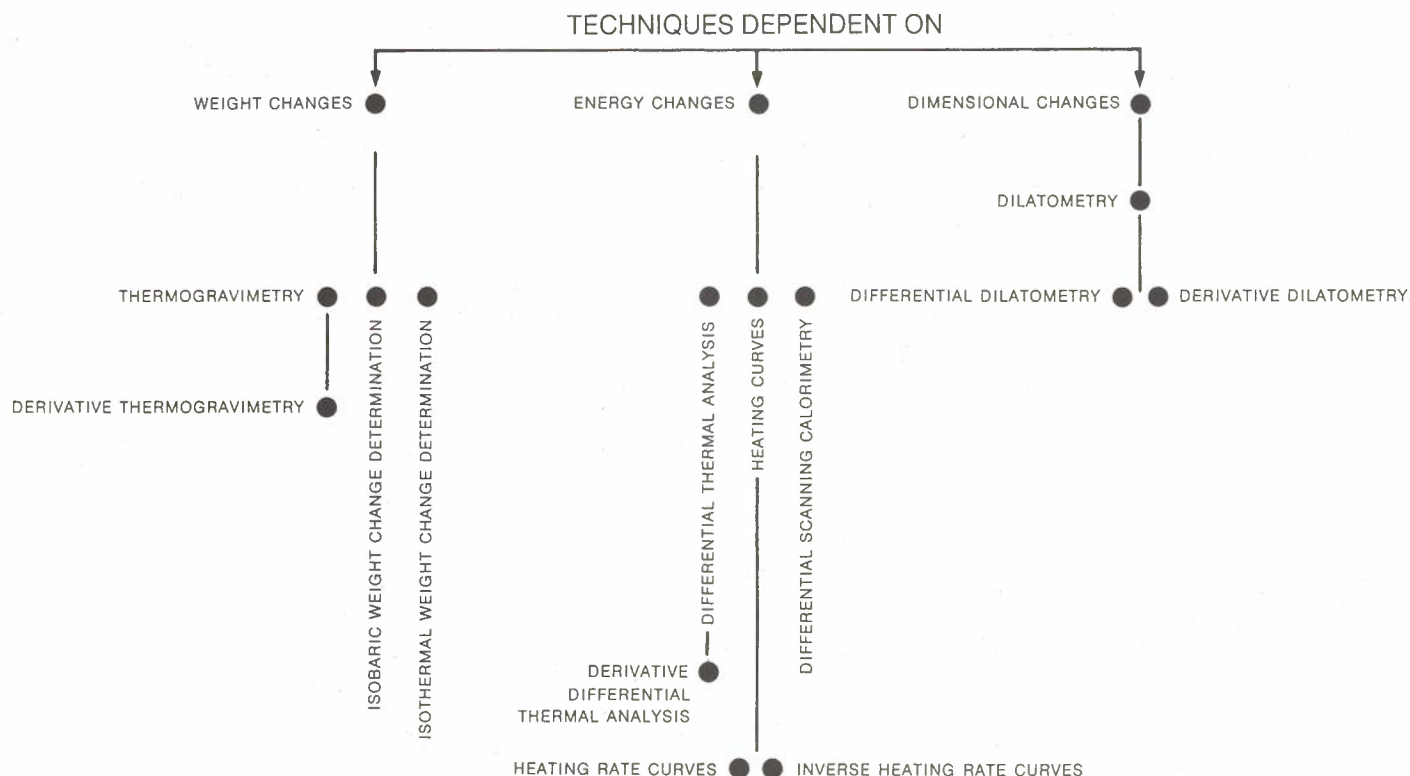 TECHNIQUES DEPENDENT ON
WEIGHT CHANGES
ENERGY CHANGES
DIMENSIONAL CHANGES
DILATOMETRY
THERMOGRAVIMETRY
DIFFERENTIAL DILATOMETRY
DERIVATIVE DILATOMETRY
DERIVATIVE THERMOGRAVIMETRY
ISOBARIC WEIGHT CHANGE DETERMINATION
ISOTHERMAL WEIGHT CHANGE DETERMINATION
DIFFERENTIAL THERMAL ANALYSIS
HEATING CURVES
DIFFERENTIAL SCANNING CALORIMETRY
DERIVATIVE
DIFFERENTIAL
THERMAL ANALYSIS
HEATING RATE CURVES
INVERSE HEATING RATE CURVES